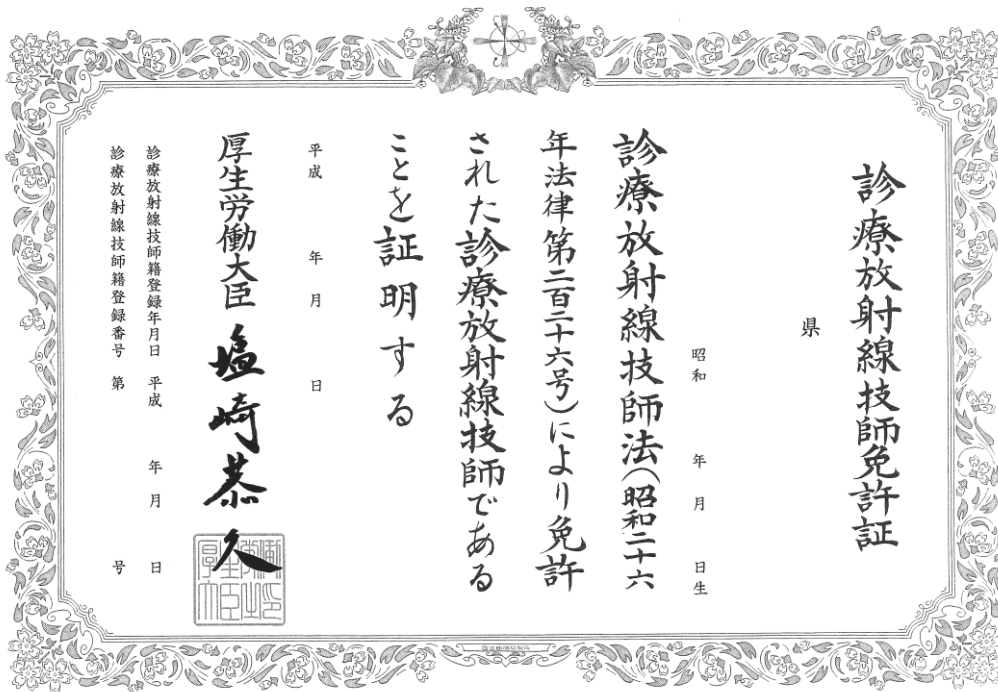 診療放射線技師免許証
県
昭和 年 月 日生
診療放射線技師法(昭和二十六
年法律第二百二十六号)により免許
された診療放射線技師である
ことを証明する
平成 年 月 日
厚生労働大臣 塩崎恭久
診療放射線技師籍登録年月日 平成 年 月 日
診療放射線技師籍登録番号 第 号